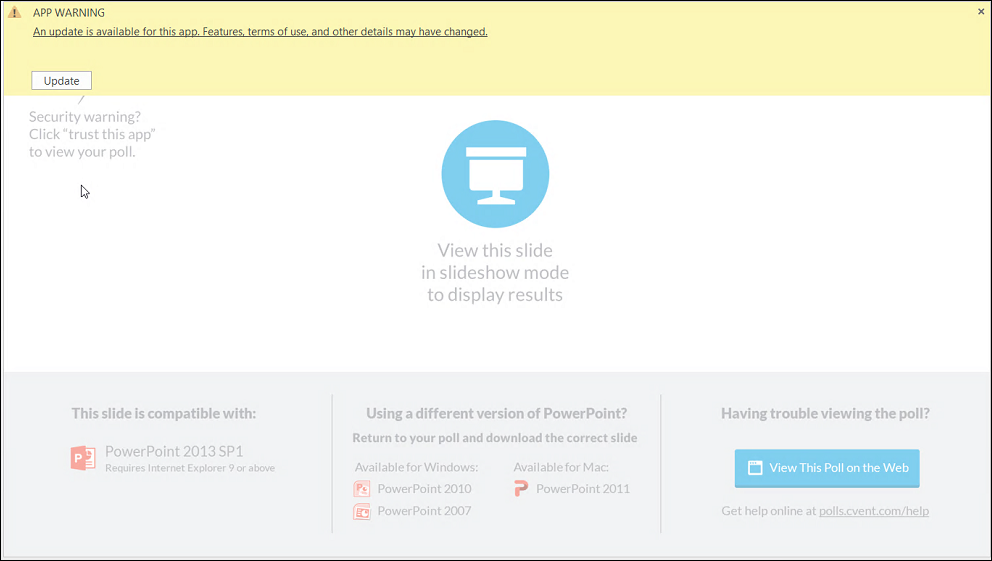 APP WARNING
An update is available for this app. Features, terms of use, and other details may have changed.
Update
Security warning?
Click “trust this app”
to view your poll.
View this slide
in slideshow mode
to display results
This slide is compatible with:
PowerPoint 2013 SP1
Requires Internet Explorer 9 or above
Using a different version of PowerPoint?
Return to your poll and download the correct slide
Available for Windows:
PowerPoint 2010
PowerPoint 2007
Available for Mac:
PowerPoint 2011
Having trouble viewing the poll?
View This Poll on the Web
Get help online at polls.cvent.com/help